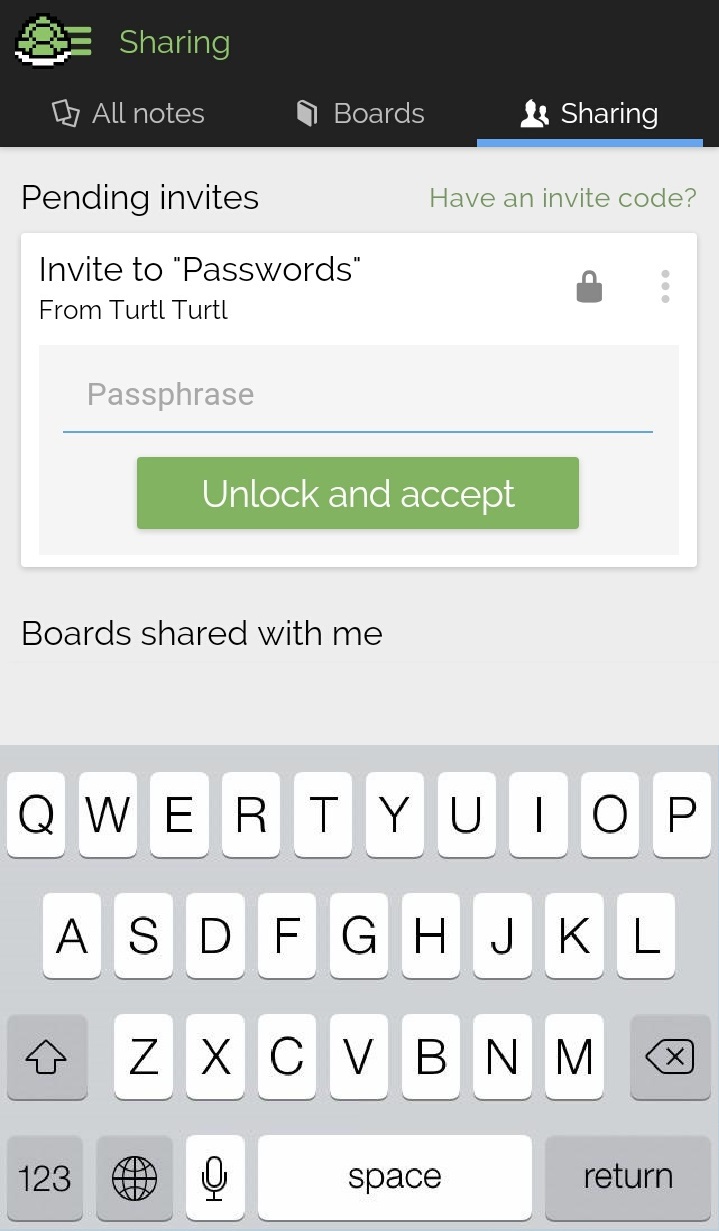 Sharing
All notes Boards Sharing
Pending invites Have an invite code?
Invite to "Passwords"
From Turtl Turtl
Passphrase
Unlock and accept
Boards shared with me
Q W E R T Y U I O P
A S D F G H J K L
Z X C V B N M
123 space return